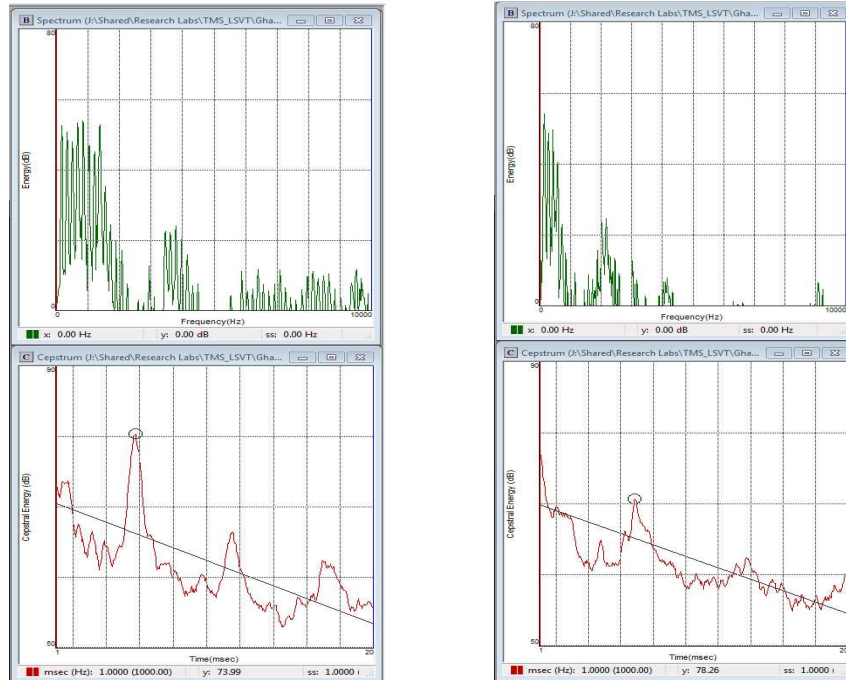 B Spectrum (J:\Shared\Research Labs\TMS_LSVT\Gha...
80
Energy(dB)
0
0
Frequency(Hz)
10000
x: 0.00 Hz y: 0.00 dB ss: 0.00 Hz
C Cepstrum (J:\Shared\Research Labs\TMS_LSVT\Gha...
90
Cepstral Energy (dB)
50
1
Time(msec)
20
msec (Hz): 1.0000 (1000.00) y: 73.99 ss: 1.0000 (
B Spectrum (J:\Shared\Research Labs\TMS_LSVT\Gha...
80
Energy(dB)
0
0
Frequency(Hz)
10000
x: 0.00 Hz y: 0.00 dB ss: 0.00 Hz
C Cepstrum (J:\Shared\Research Labs\TMS_LSVT\Gha...
90
Cepstral Energy (dB)
50
1
Time(msec)
20
msec (Hz): 1.0000 (1000.00) y: 78.26 ss: 1.0000 (